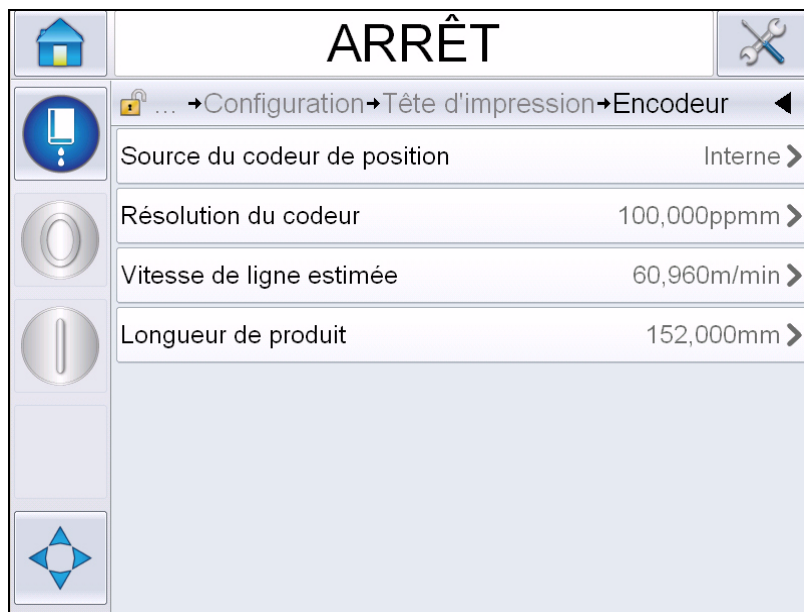 ARRÊT
... →Configuration→Tête d'impression→Encodeur
Source du codeur de position Interne
Résolution du codeur 100,000ppmm
Vitesse de ligne estimée 60,960m/min
Longueur de produit 152,000mm